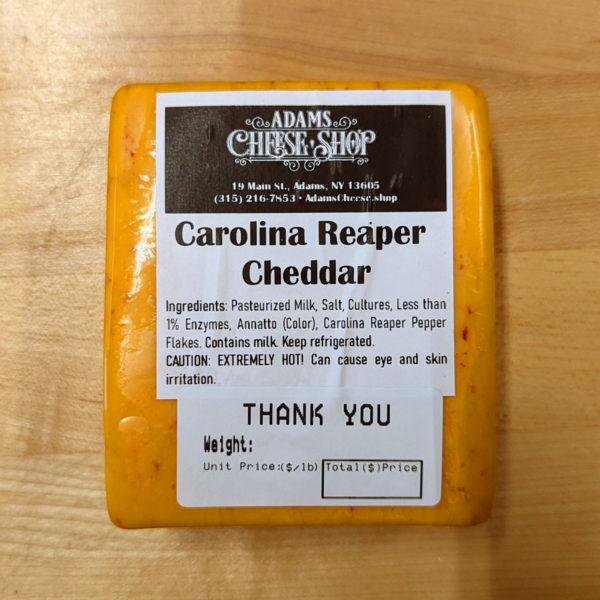 ADAMS
CHEESE SHOP
19 Main St., Adams, NY 13605
(315) 216-7853 • AdamsCheese.shop
Carolina Reaper
Cheddar
Ingredients: Pasteurized Milk, Salt, Cultures, Less than
1% Enzymes, Annatto (Color), Carolina Reaper Pepper
Flakes. Contains milk. Keep refrigerated.
CAUTION: EXTREMELY HOT! Can cause eye and skin
irritation.
THANK YOU
Weight:
Unit Price:($/lb) Total($)Price